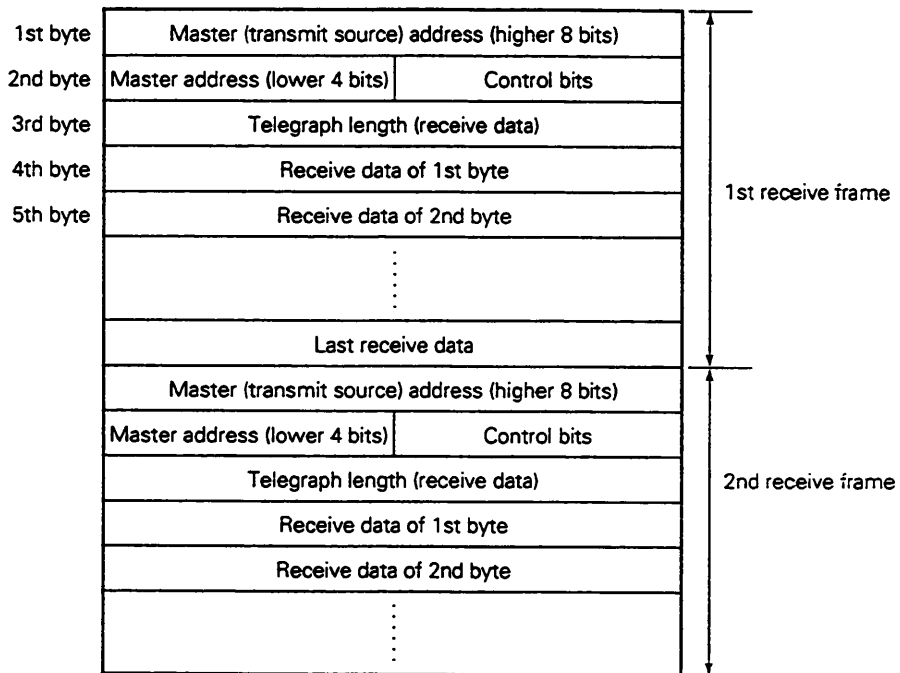 1st byte Master (transmit source) address (higher 8 bits)
2nd byte Master address (lower 4 bits) Control bits
3rd byte Telegraph length (receive data)
4th byte Receive data of 1st byte
1st receive frame
5th byte Receive data of 2nd byte
Last receive data
Master (transmit source) address (higher 8 bits)
Master address (lower 4 bits) Control bits
Telegraph length (receive data)
2nd receive frame
Receive data of 1st byte
Receive data of 2nd byte